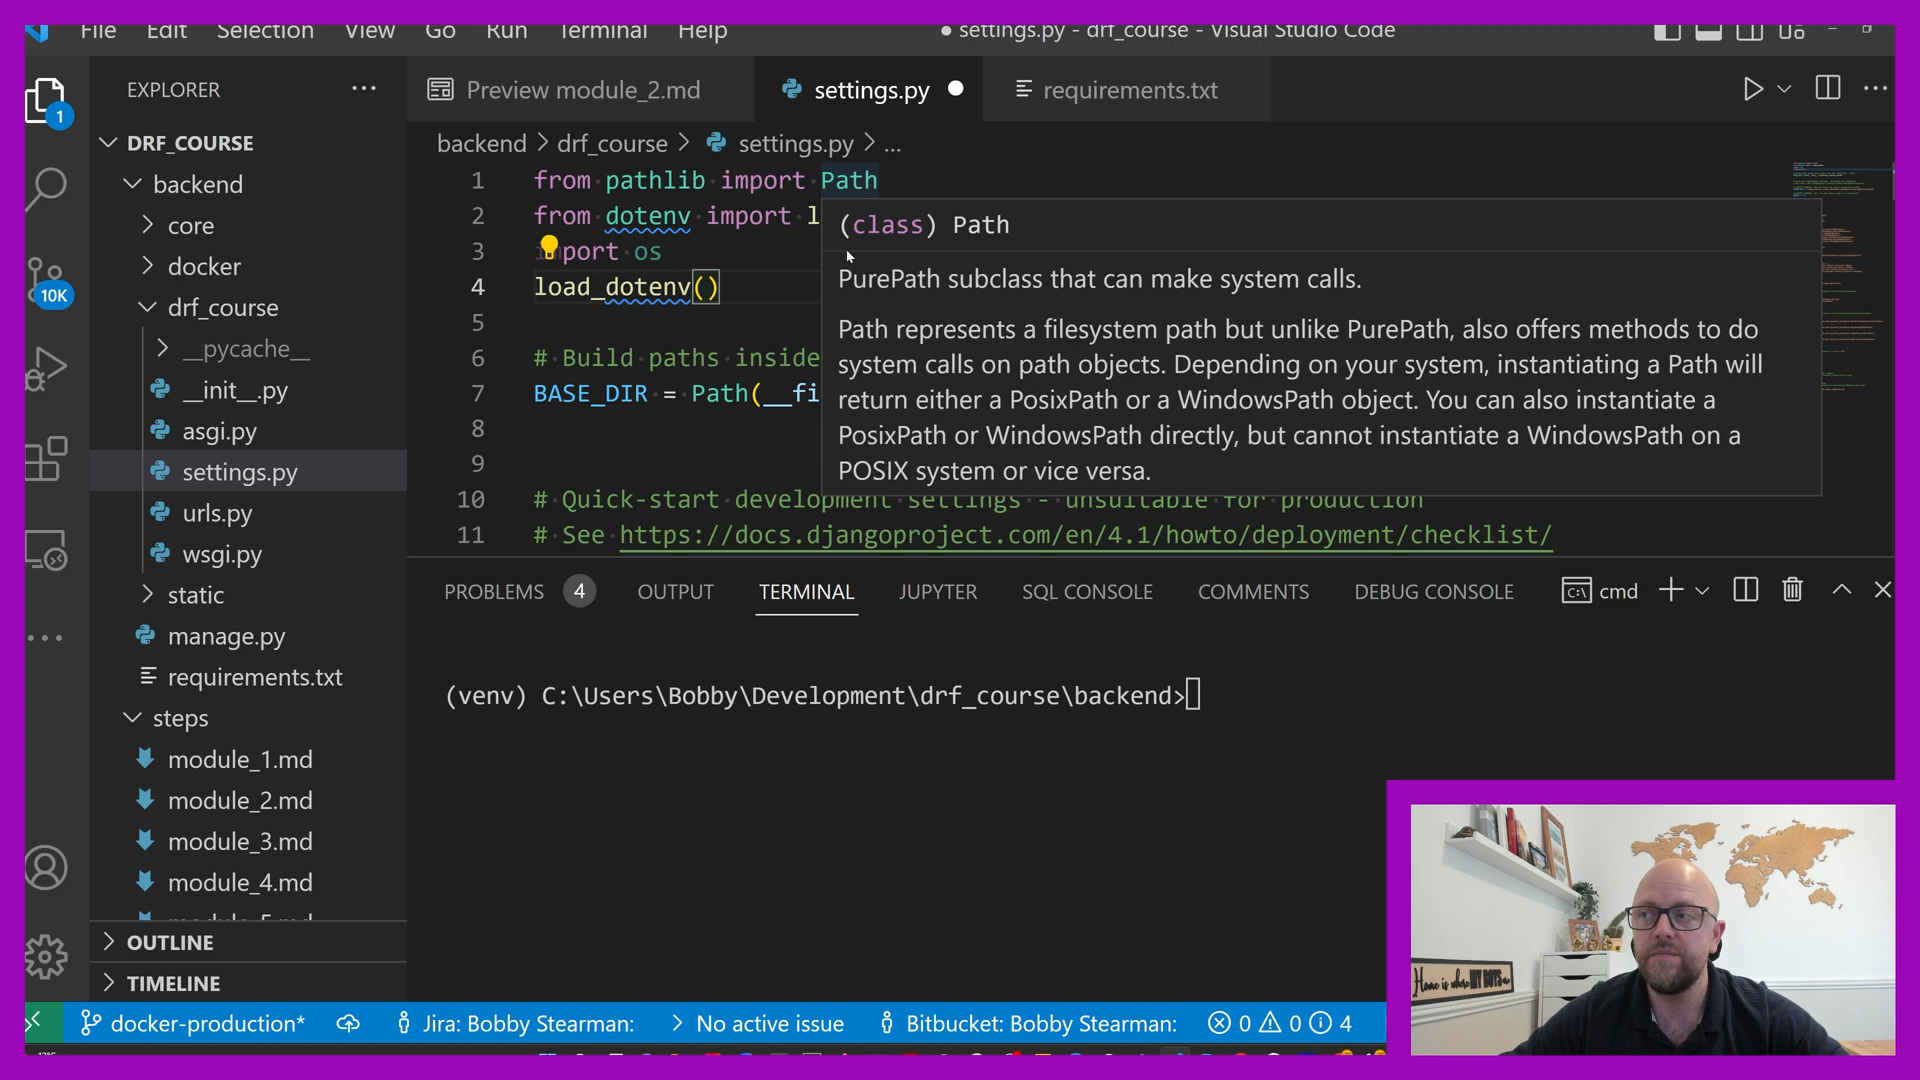 File Edit Selection View Go Run Terminal Help
● settings.py - drf_course - Visual Studio Code
EXPLORER ...
Preview module_2.md
settings.py
requirements.txt
1
DRF_COURSE
backend
core
docker
drf_course
__pycache__
__init__.py
asgi.py
settings.py
urls.py
wsgi.py
static
manage.py
requirements.txt
steps
module_1.md
module_2.md
module_3.md
module_4.md
OUTLINE
TIMELINE
10K
backend > drf_course > settings.py > ...
1 from pathlib import Path
2 from dotenv import l
3 import os
4 load_dotenv()
5
6 # Build paths inside
7 BASE_DIR = Path(__fi
8
9
10 # Quick-start development settings - unsuitable for production
11 # See https://docs.djangoproject.com/en/4.1/howto/deployment/checklist/
(class) Path
PurePath subclass that can make system calls.
Path represents a filesystem path but unlike PurePath, also offers methods to do
system calls on path objects. Depending on your system, instantiating a Path will
return either a PosixPath or a WindowsPath object. You can also instantiate a
PosixPath or WindowsPath directly, but cannot instantiate a WindowsPath on a
POSIX system or vice versa.
PROBLEMS 4 OUTPUT TERMINAL JUPYTER SQL CONSOLE COMMENTS DEBUG CONSOLE cmd
(venv) C:\Users\Bobby\Development\drf_course\backend>
Home is where MY BOYS are
docker-production* Jira: Bobby Stearman: No active issue Bitbucket: Bobby Stearman: 0 0 4